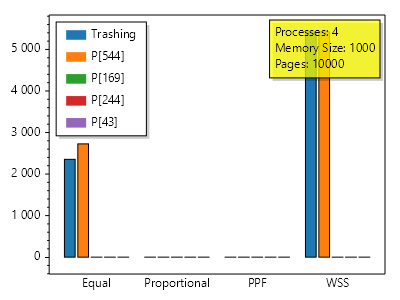 Trashing
P[544]
P[169]
P[244]
P[43]
Processes: 4
Memory Size: 1000
Pages: 10000
5 000
4 000
3 000
2 000
1 000
0
Equal Proportional PPF WSS